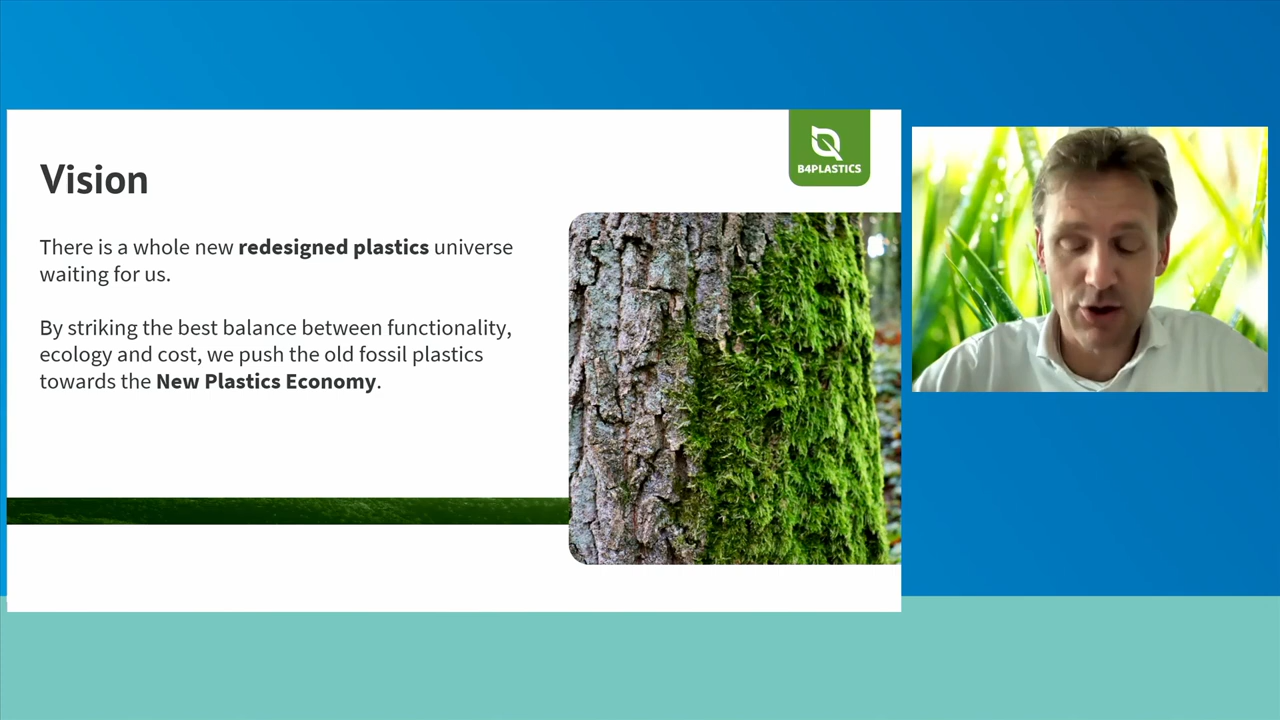 Vision
B4PLASTICS
There is a whole new redesigned plastics universe
waiting for us.
By striking the best balance between functionality,
ecology and cost, we push the old fossil plastics
towards the New Plastics Economy.